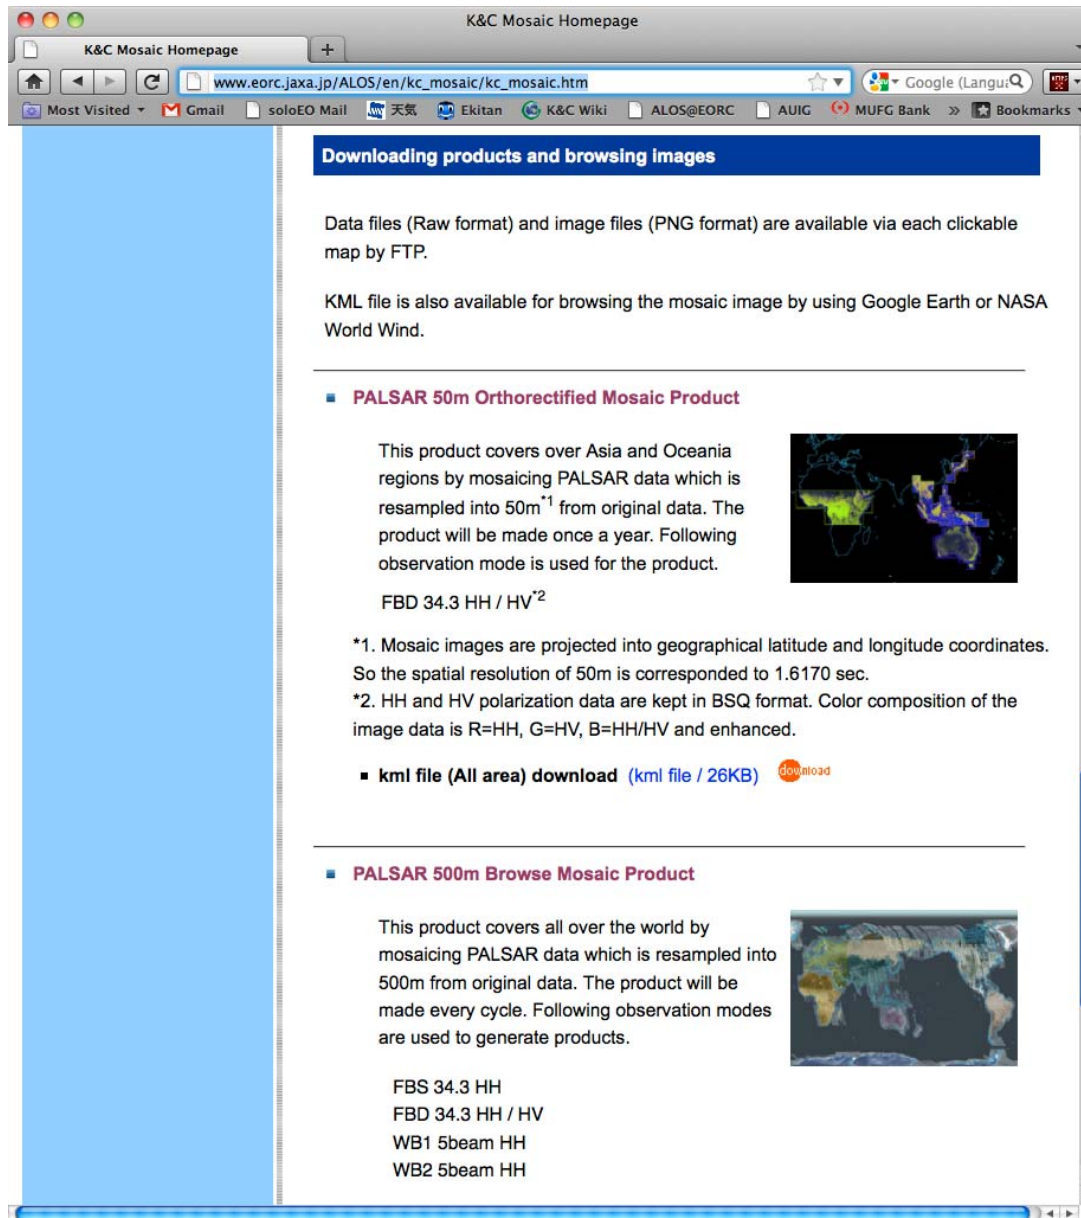 K&C Mosaic Homepage
K&C Mosaic Homepage
www.eorc.jaxa.jp/ALOS/en/kc_mosaic/kc_mosaic.htm
Google (Langua
Most Visited Gmail soloEO Mail 天気 Ekitan K&C Wiki ALOS@EORC AUIG MUFG Bank » Bookmarks
Downloading products and browsing images
Data files (Raw format) and image files (PNG format) are available via each clickable
map by FTP.
KML file is also available for browsing the mosaic image by using Google Earth or NASA
World Wind.
PALSAR 50m Orthorectified Mosaic Product
This product covers over Asia and Oceania
regions by mosaicing PALSAR data which is
resampled into 50m*1 from original data. The
product will be made once a year. Following
observation mode is used for the product.
FBD 34.3 HH / HV*2
*1. Mosaic images are projected into geographical latitude and longitude coordinates.
So the spatial resolution of 50m is corresponded to 1.6170 sec.
*2. HH and HV polarization data are kept in BSQ format. Color composition of the
image data is R=HH, G=HV, B=HH/HV and enhanced.
kml file (All area) download (kml file / 26KB) download
PALSAR 500m Browse Mosaic Product
This product covers all over the world by
mosaicing PALSAR data which is resampled into
500m from original data. The product will be
made every cycle. Following observation modes
are used to generate products.
FBS 34.3 HH
FBD 34.3 HH / HV
WB1 5beam HH
WB2 5beam HH